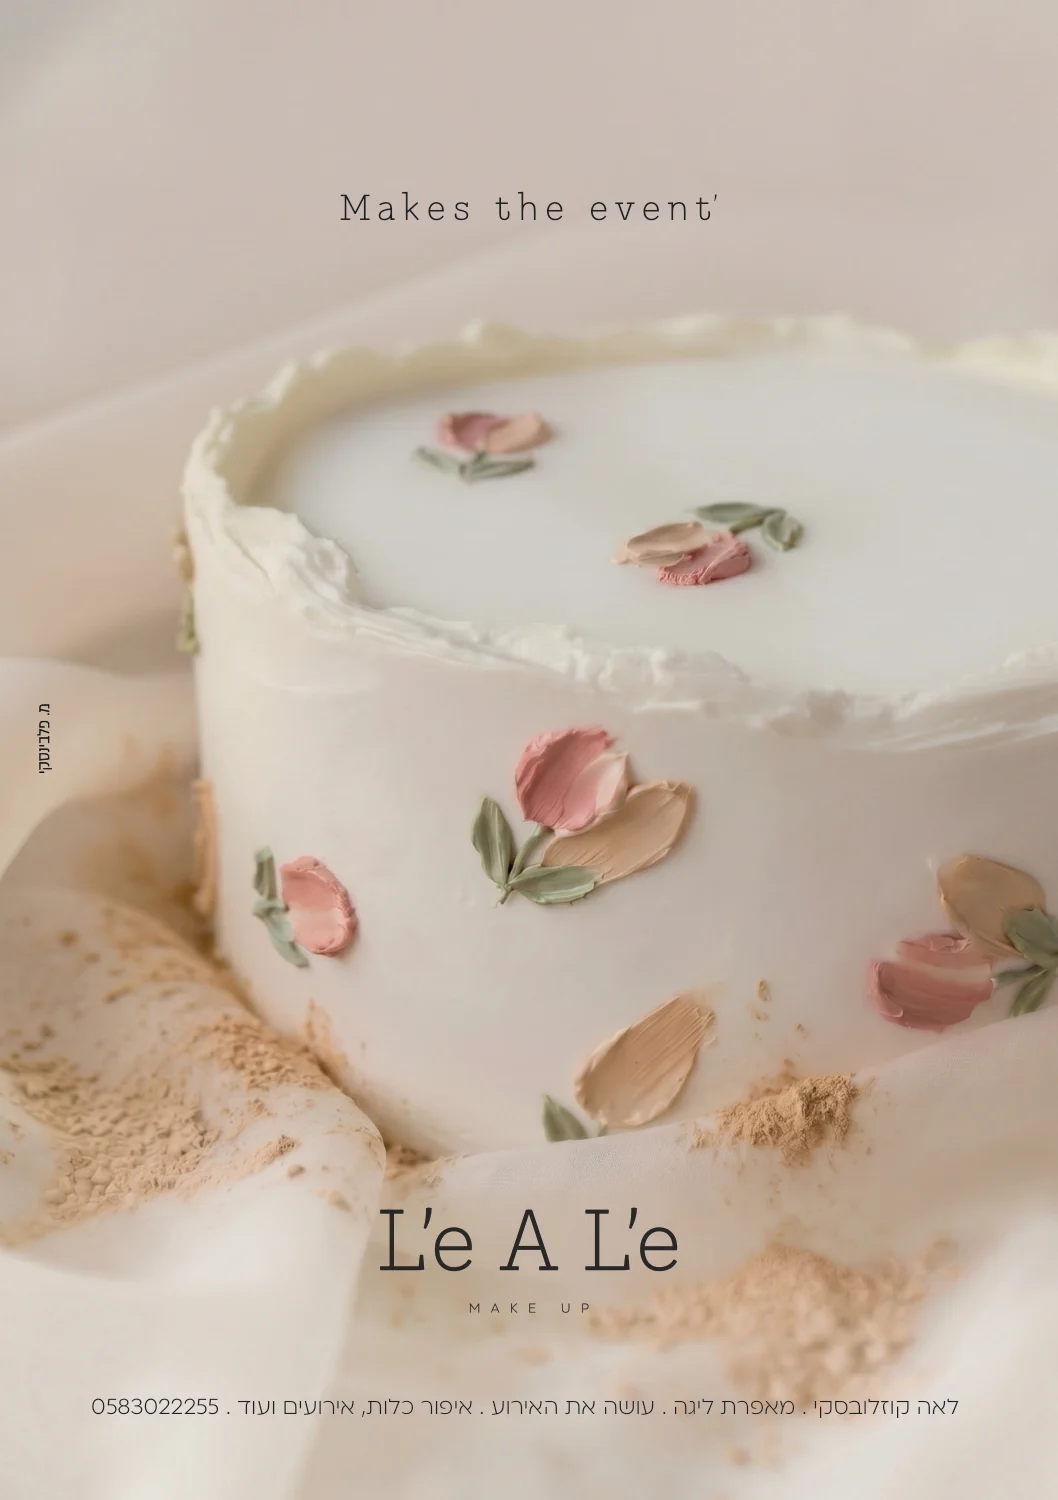 Makes the event'
מ. פלבינסקי
L'e A L'e
MAKE UP
לאה קוזלובסקי . מאפרת ליגה . עושה את האירוע . איפור כלות, אירועים ועוד . 0583022255